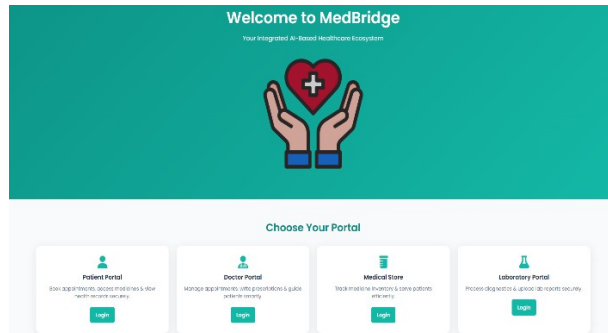 Welcome to MedBridge
Your Integrated AI-Based Healthcare Ecosystem
Choose Your Portal
Patient Portal
Book appointments, access medicines & view
health records securely.
Login
Doctor Portal
Manage appointments, write prescriptions & guide
patients remotely.
Login
Medical Store
Track medicine inventory & serve patients
efficiently.
Login
Laboratory Portal
Process diagnostics & upload lab reports securely.
Login